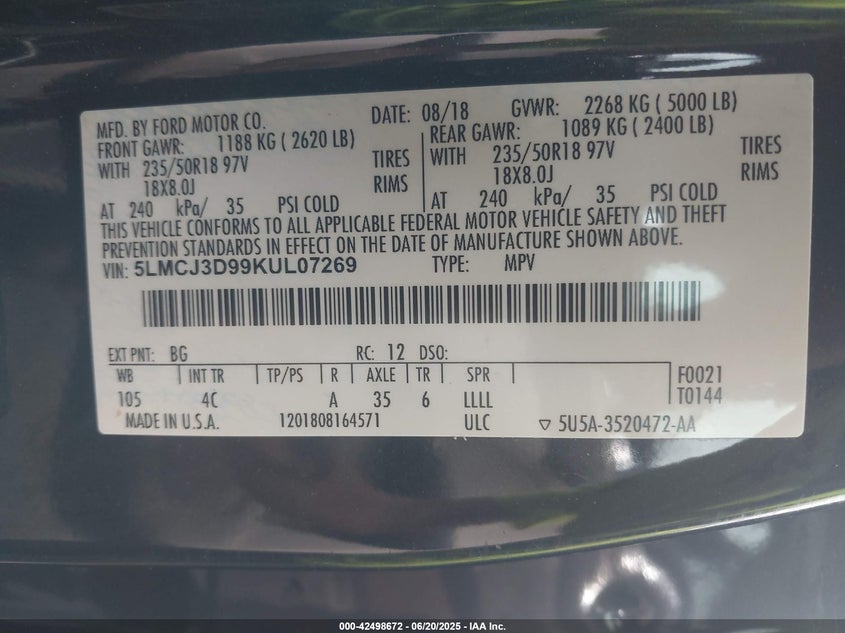 MFD. BY FORD MOTOR CO. DATE: 08/18 GVWR: 2268 KG ( 5000 LB)
FRONT GAWR: 1188 KG ( 2620 LB) REAR GAWR: 1089 KG ( 2400 LB)
WITH 235/50R18 97V TIRES WITH 235/50R18 97V TIRES
18X8.0J RIMS 18X8.0J RIMS
AT 240 kPa/ 35 PSI COLD AT 240 kPa/ 35 PSI COLD
THIS VEHICLE CONFORMS TO ALL APPLICABLE FEDERAL MOTOR VEHICLE SAFETY AND THEFT
PREVENTION STANDARDS IN EFFECT ON THE DATE OF MANUFACTURE SHOWN ABOVE.
VIN: 5LMCJ3D99KUL07269 TYPE: MPV
EXT PNT: BG RC: 12 DSO:
WB INT TR TP/PS R AXLE TR SPR F0021
105 4C A 35 6 LLLL T0144
MADE IN U.S.A. 1201808164571 ULC ▽ 5U5A-3520472-AA
000-42498672 - 06/20/2025 - IAA Inc.